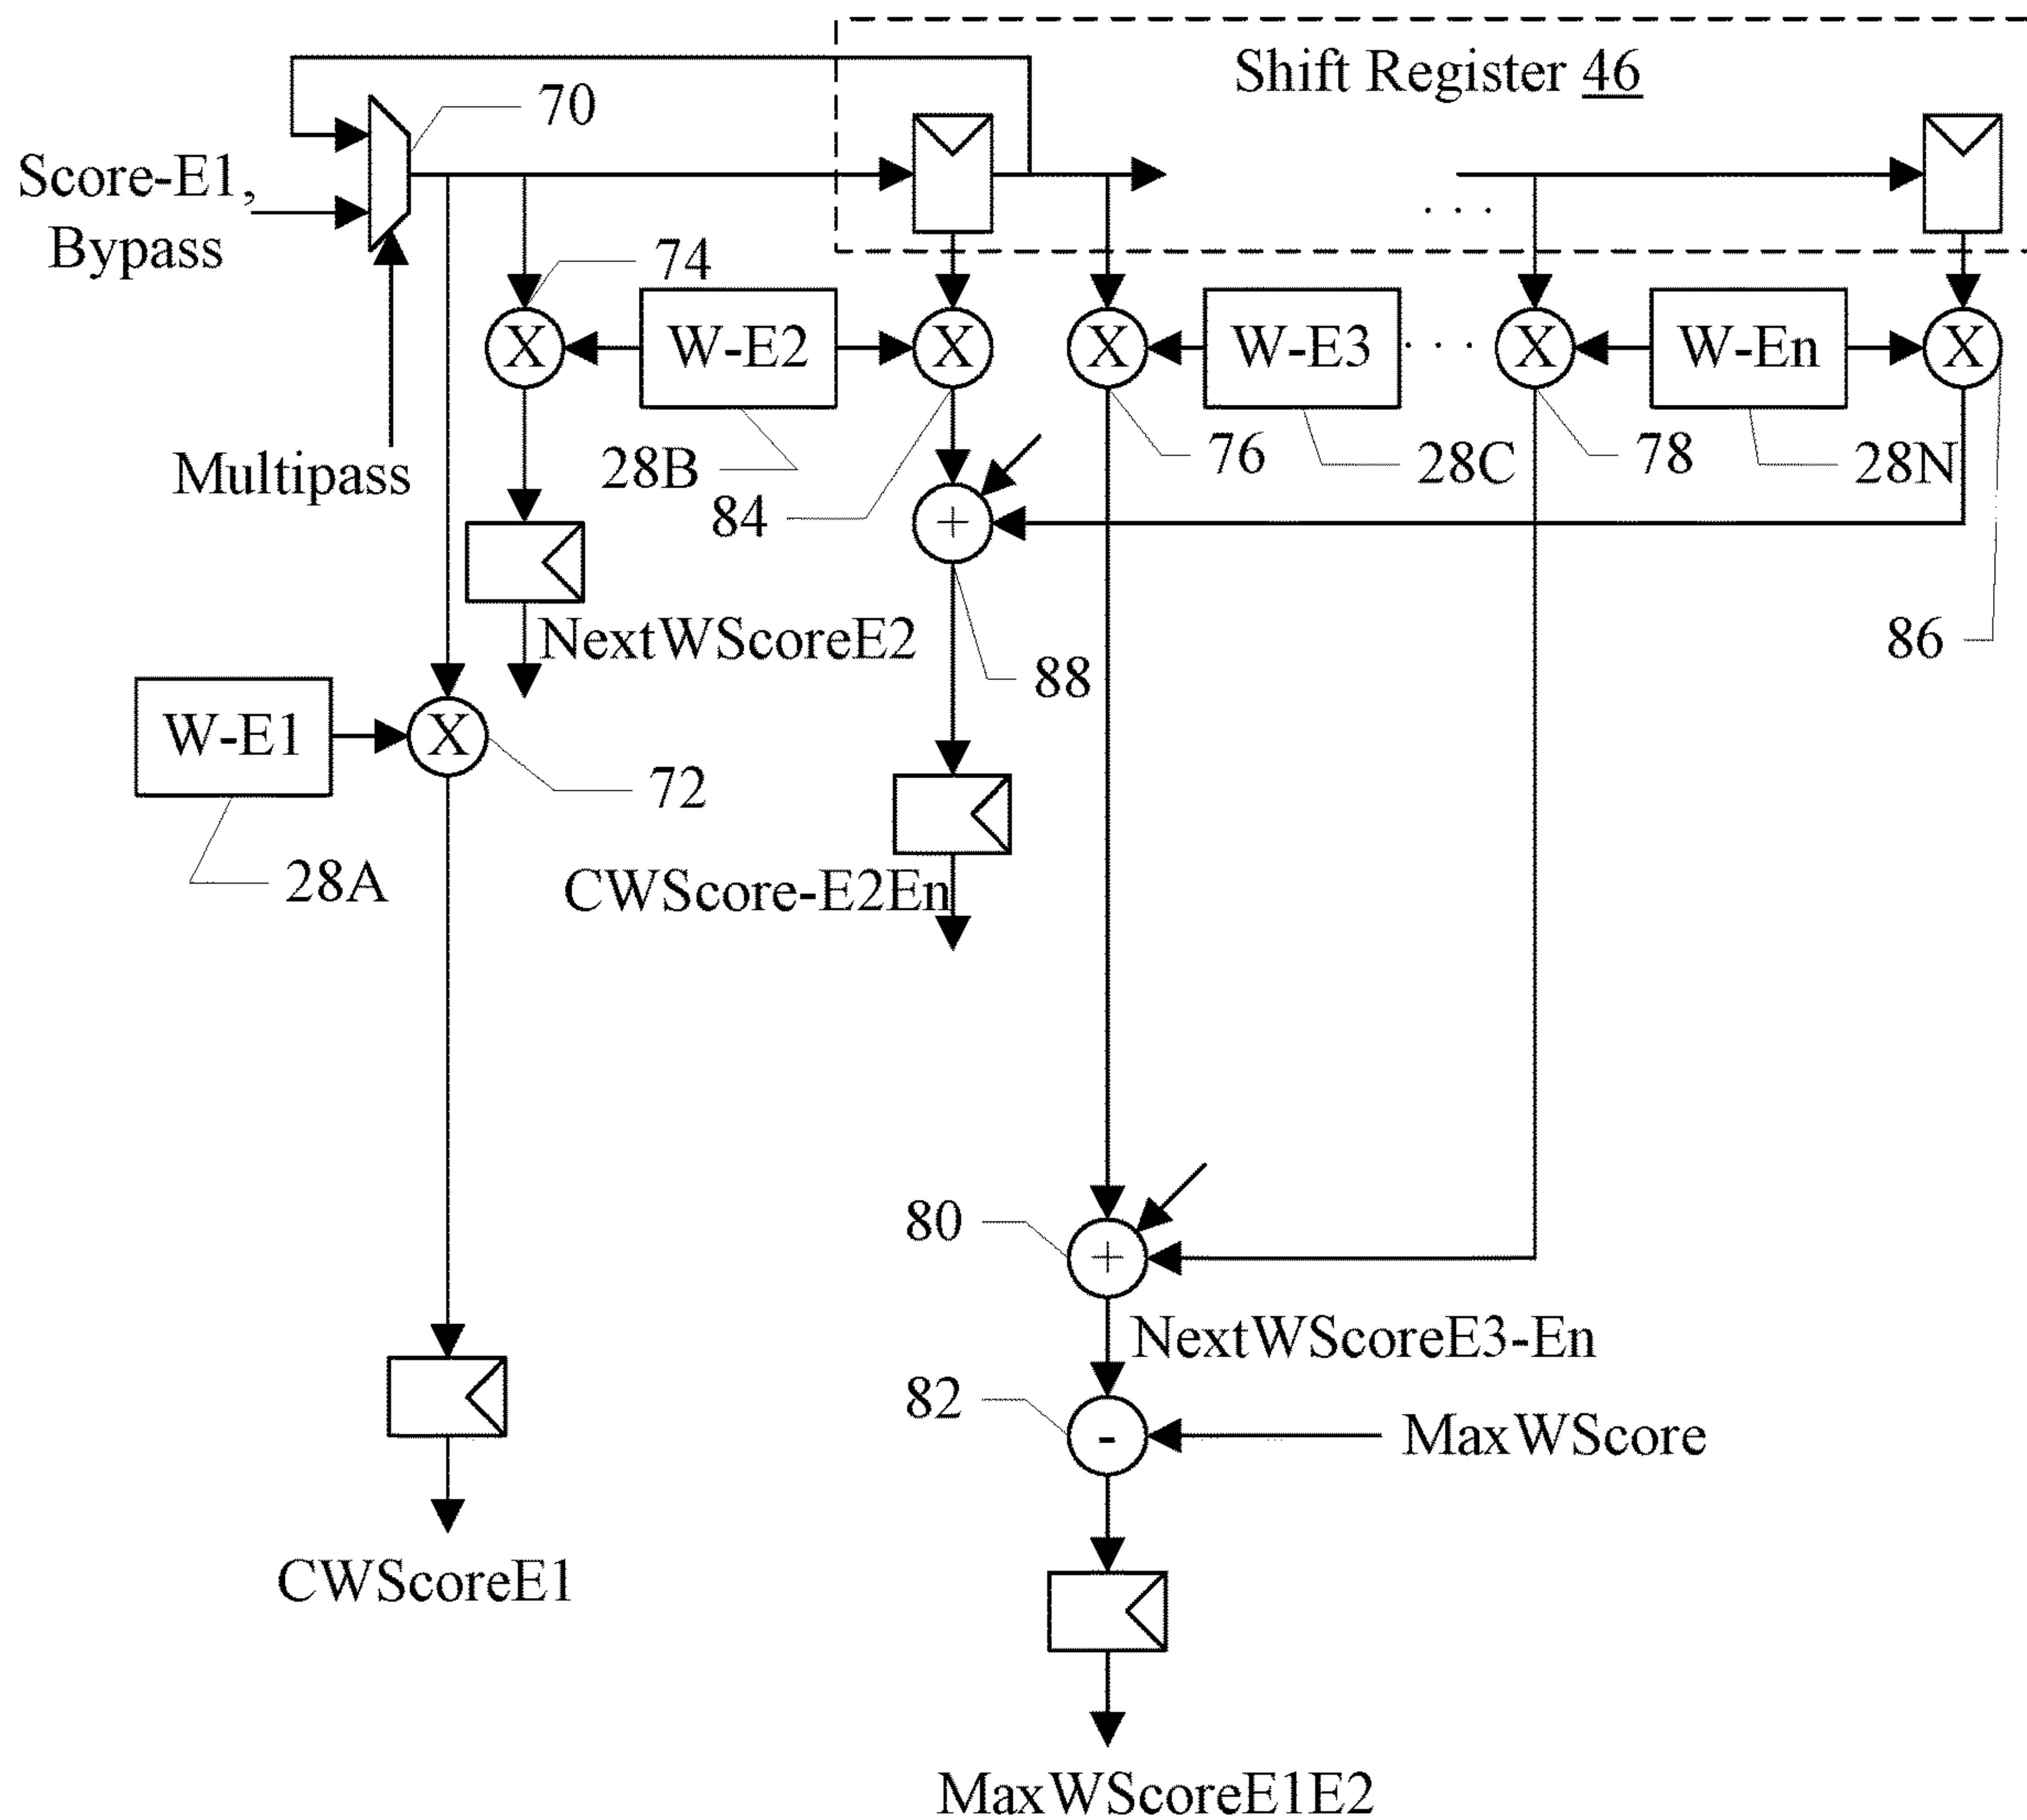 Shift Register 46
70
Score-E1,
Bypass
. . .
74
X
W-E2
X
X
W-E3
. . .
X
W-En
X
Multipass
28B
84
76
28C
78
28N
+
NextWScoreE2
88
86
W-E1
X
72
28A
CWScore-E2En
80
+
NextWScoreE3-En
82
-
MaxWScore
CWScoreE1
MaxWScoreE1E2